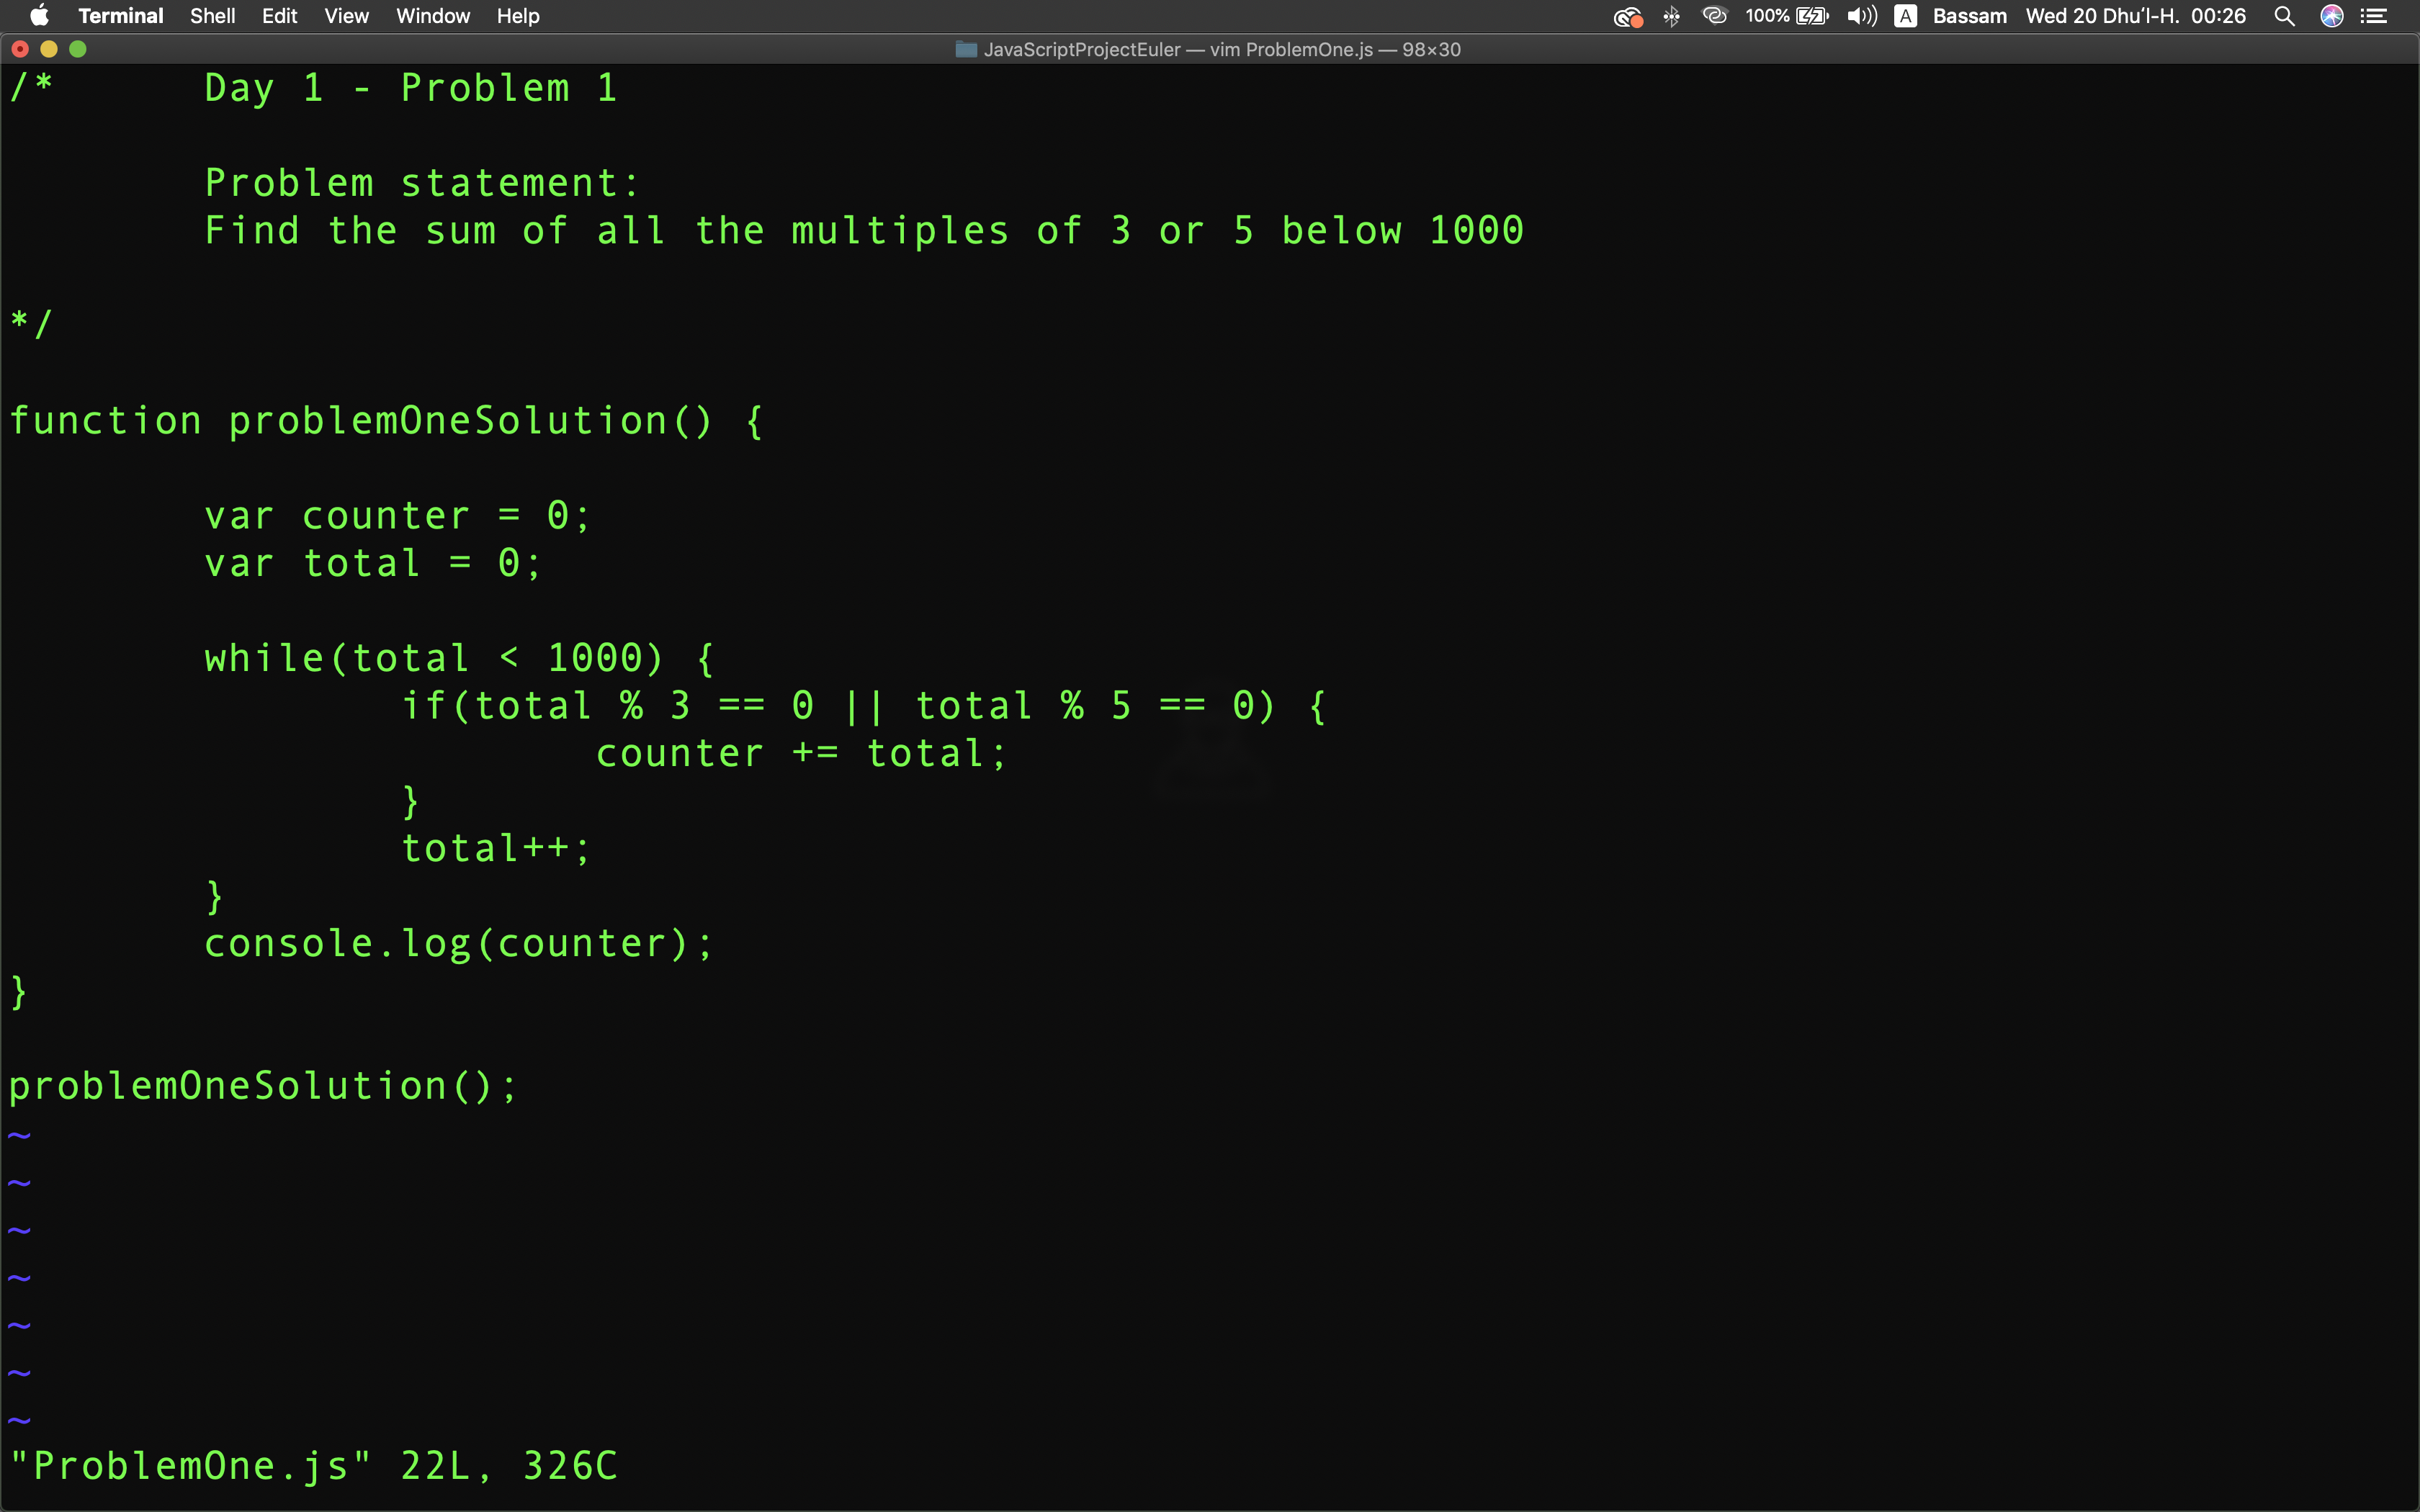 Terminal Shell Edit View Window Help 100% A Bassam Wed 20 Dhu'l-H. 00:26
JavaScriptProjectEuler — vim ProblemOne.js — 98×30
/* Day 1 - Problem 1
Problem statement:
Find the sum of all the multiples of 3 or 5 below 1000
*/
function problemOneSolution() {
var counter = 0;
var total = 0;
while(total < 1000) {
if(total % 3 == 0 || total % 5 == 0) {
counter += total;
}
total++;
}
console.log(counter);
}
problemOneSolution();
~
~
~
~
~
~
~
"ProblemOne.js" 22L, 326C